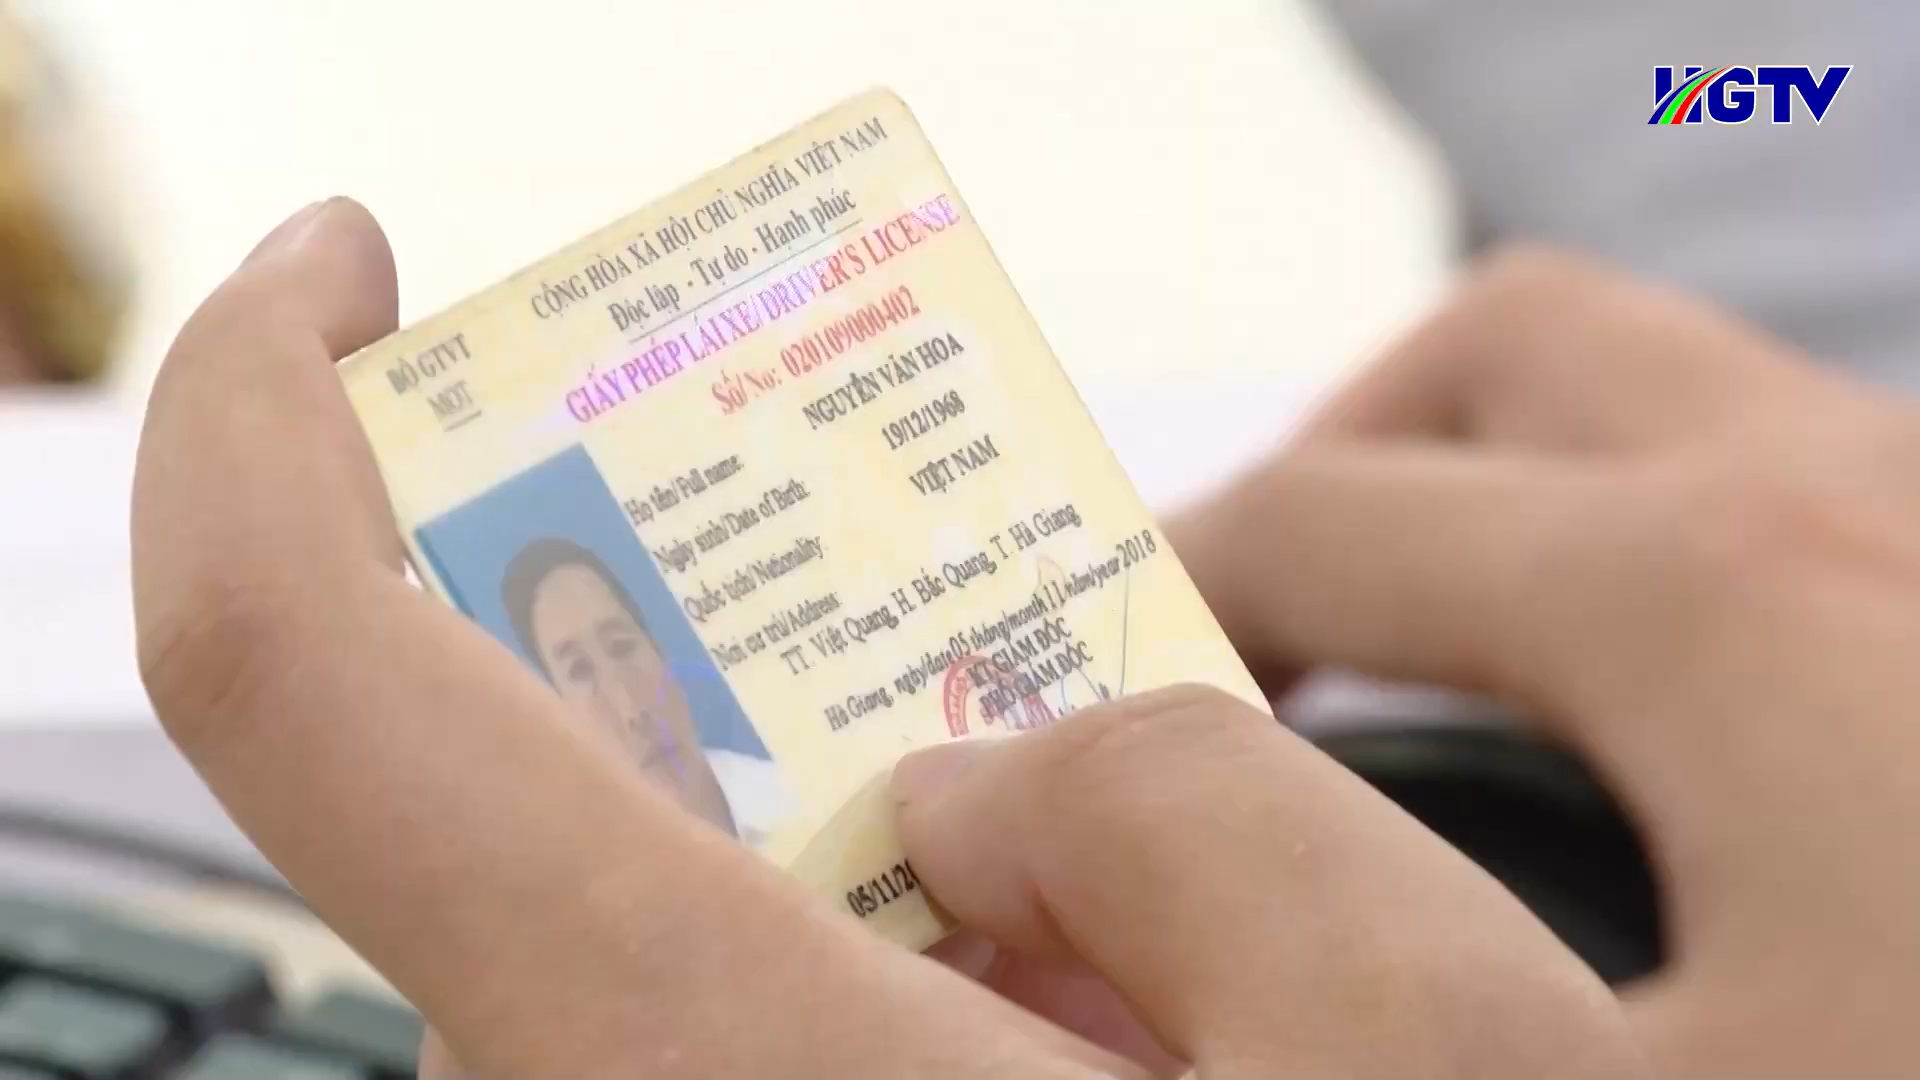 HGTV
CỘNG HÒA XÃ HỘI CHỦ NGHĨA VIỆT NAM
Độc lập - Tự do - Hạnh phúc
BỘ GTVT
MOT
GIẤY PHÉP LÁI XE/DRIVER'S LICENSE
Số/No: 020109000402
Họ tên/Full name: NGUYỄN VĂN HOA
Ngày sinh/Date of Birth: 19/12/1968
Quốc tịch/Nationality: VIỆT NAM
Nơi cư trú/Address:
TT. Việt Quang, H. Bắc Quang, T. Hà Giang
Hà Giang, ngày/date 05 tháng/month 11 năm/year 2018
KT.GIÁM ĐỐC
PHÓ GIÁM ĐỐC
05/11/20